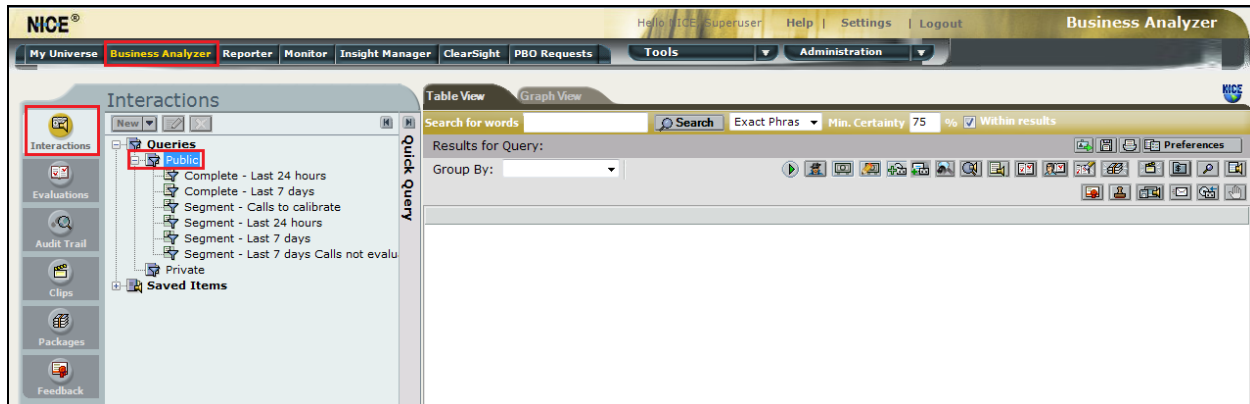 NICE®
Hello NICE, Superuser Help | Settings | Logout
Business Analyzer
My Universe Business Analyzer Reporter Monitor Insight Manager ClearSight PBO Requests Tools Administration
Interactions
Table View Graph View
NICE
New
Search for words Search Exact Phras Min. Certainty 75 % Within results
Interactions
Queries
Results for Query: Preferences
Public
Quick Query
Group By:
Complete - Last 24 hours
Evaluations
Complete - Last 7 days
Segment - Calls to calibrate
Segment - Last 24 hours
Audit Trail
Segment - Last 7 days
Segment - Last 7 days Calls not evalu
Private
Clips
Saved Items
Packages
Feedback